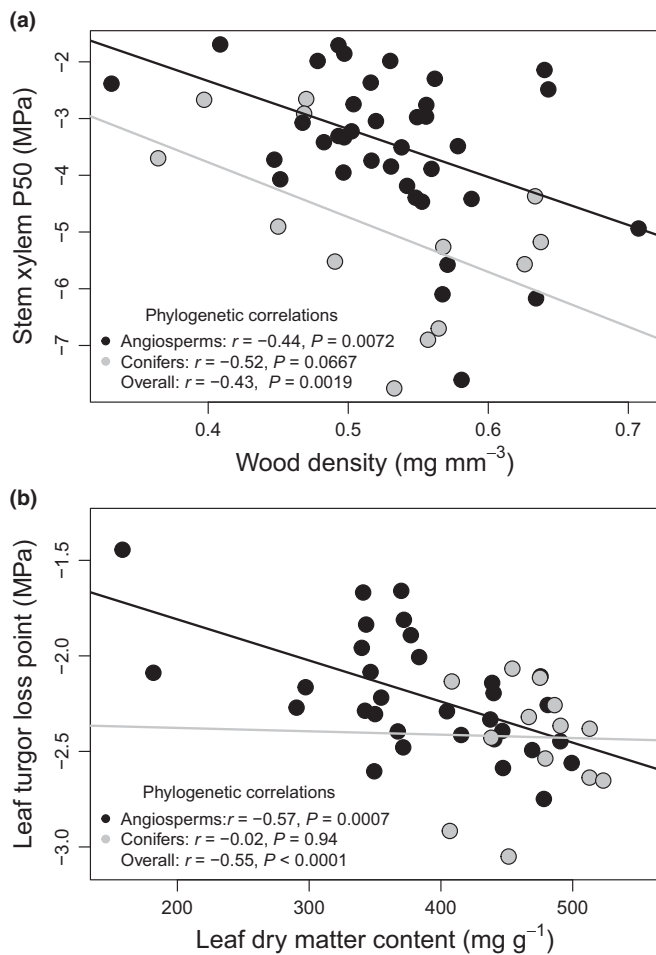 (a)
Stem xylem P50 (MPa)
−2
−3
−4
−5
−6
−7
Phylogenetic correlations
Angiosperms: r = −0.44, P = 0.0072
Conifers: r = −0.52, P = 0.0667
Overall: r = −0.43, P = 0.0019
0.4 0.5 0.6 0.7
Wood density (mg mm⁻³)
(b)
Leaf turgor loss point (MPa)
−1.5
−2.0
−2.5
−3.0
Phylogenetic correlations
Angiosperms:r = −0.57, P = 0.0007
Conifers: r = −0.02, P = 0.94
Overall: r = −0.55, P < 0.0001
200 300 400 500
Leaf dry matter content (mg g⁻¹)